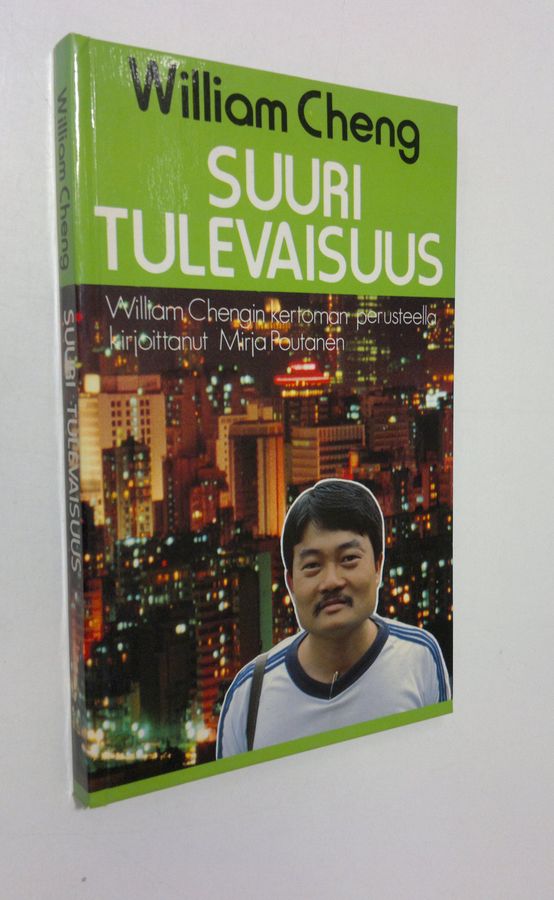 William Cheng
SUURI
TULEVAISUUS
William Chengin kertoman perusteella
kirjoittanut Mirja Poutanen
William Cheng
SUURI TULEVAISUUS